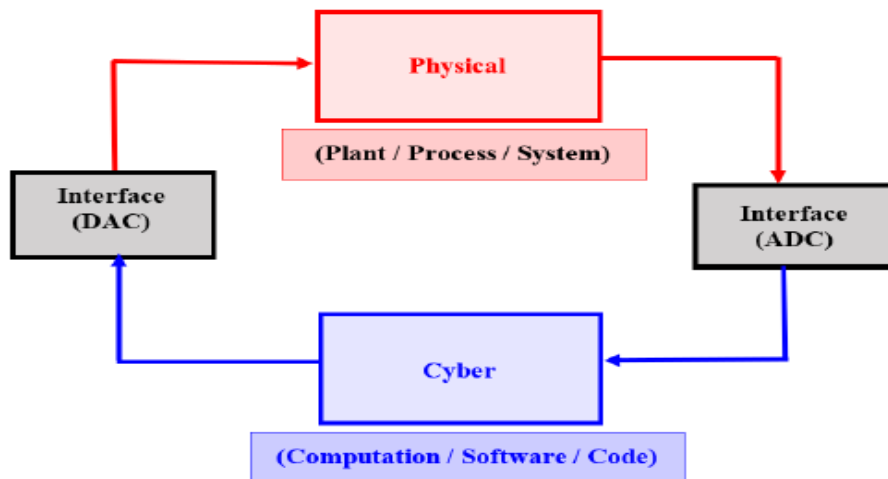 Physical
(Plant / Process / System)
Interface
(DAC)
Interface
(ADC)
Cyber
(Computation / Software / Code)